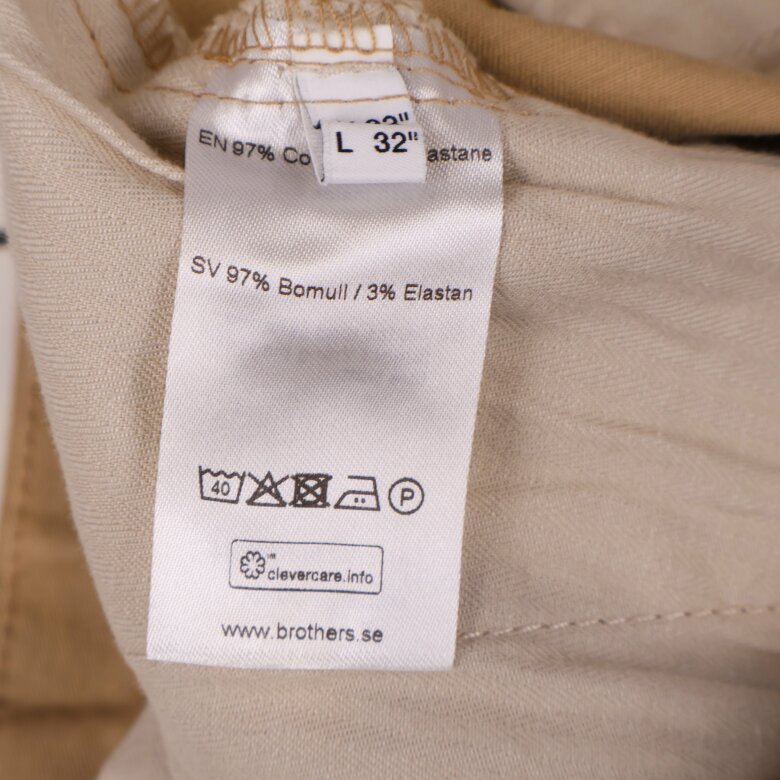 L 32"
EN 97% Co
astane
SV 97% Bomull / 3% Elastan
40
P
clevercare.info
www.brothers.se